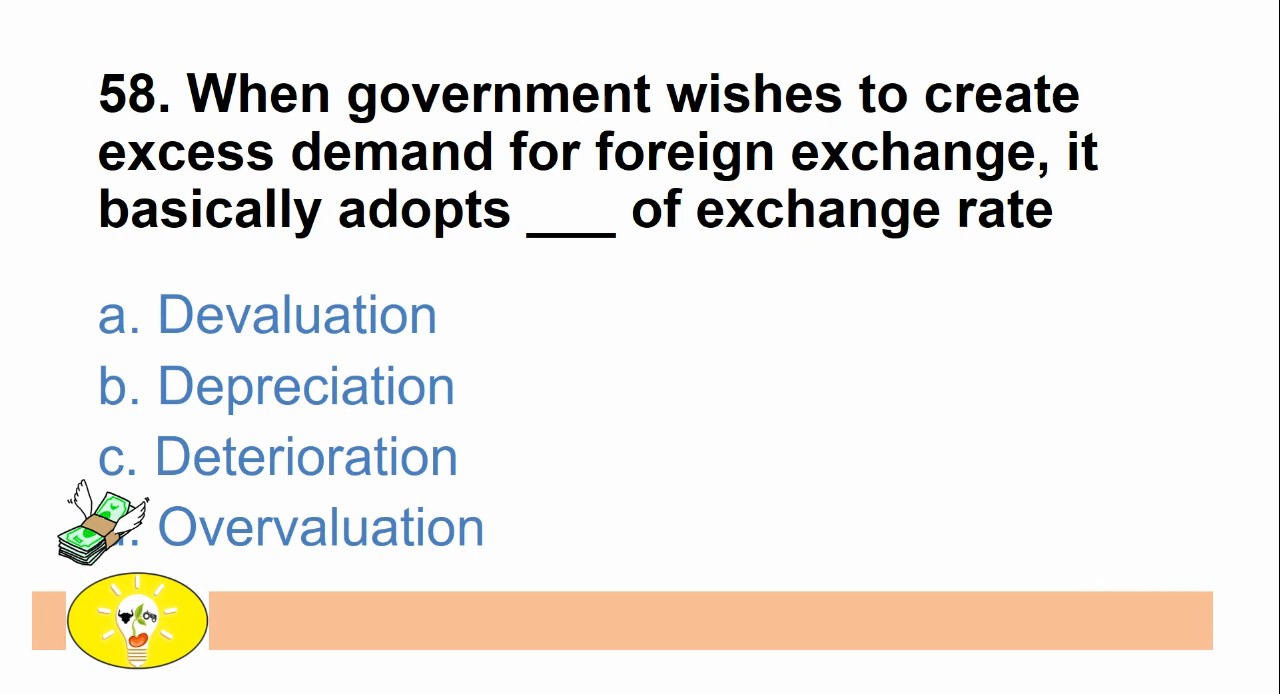 58. When government wishes to create
excess demand for foreign exchange, it
basically adopts ___ of exchange rate
a. Devaluation
b. Depreciation
c. Deterioration
. Overvaluation